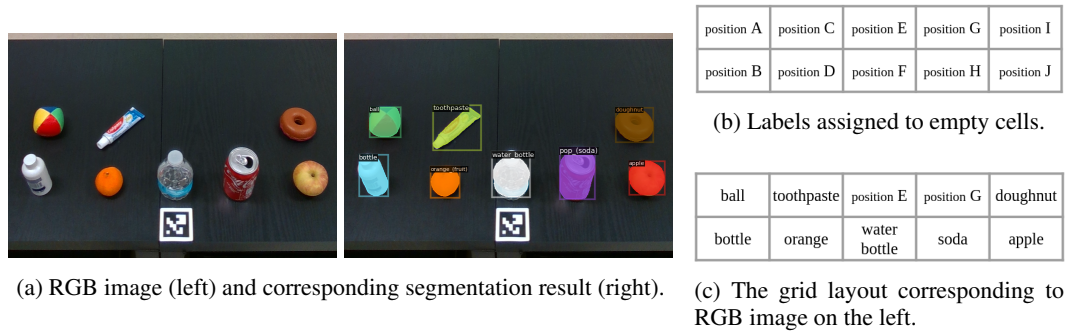 ball
toothpaste
doughnut
bottle
orange_(fruit)
water_bottle
pop_(soda)
apple
(a) RGB image (left) and corresponding segmentation result (right).
position A position C position E position G position I
position B position D position F position H position J
(b) Labels assigned to empty cells.
ball toothpaste position E position G doughnut
bottle orange water bottle soda apple
(c) The grid layout corresponding to
RGB image on the left.